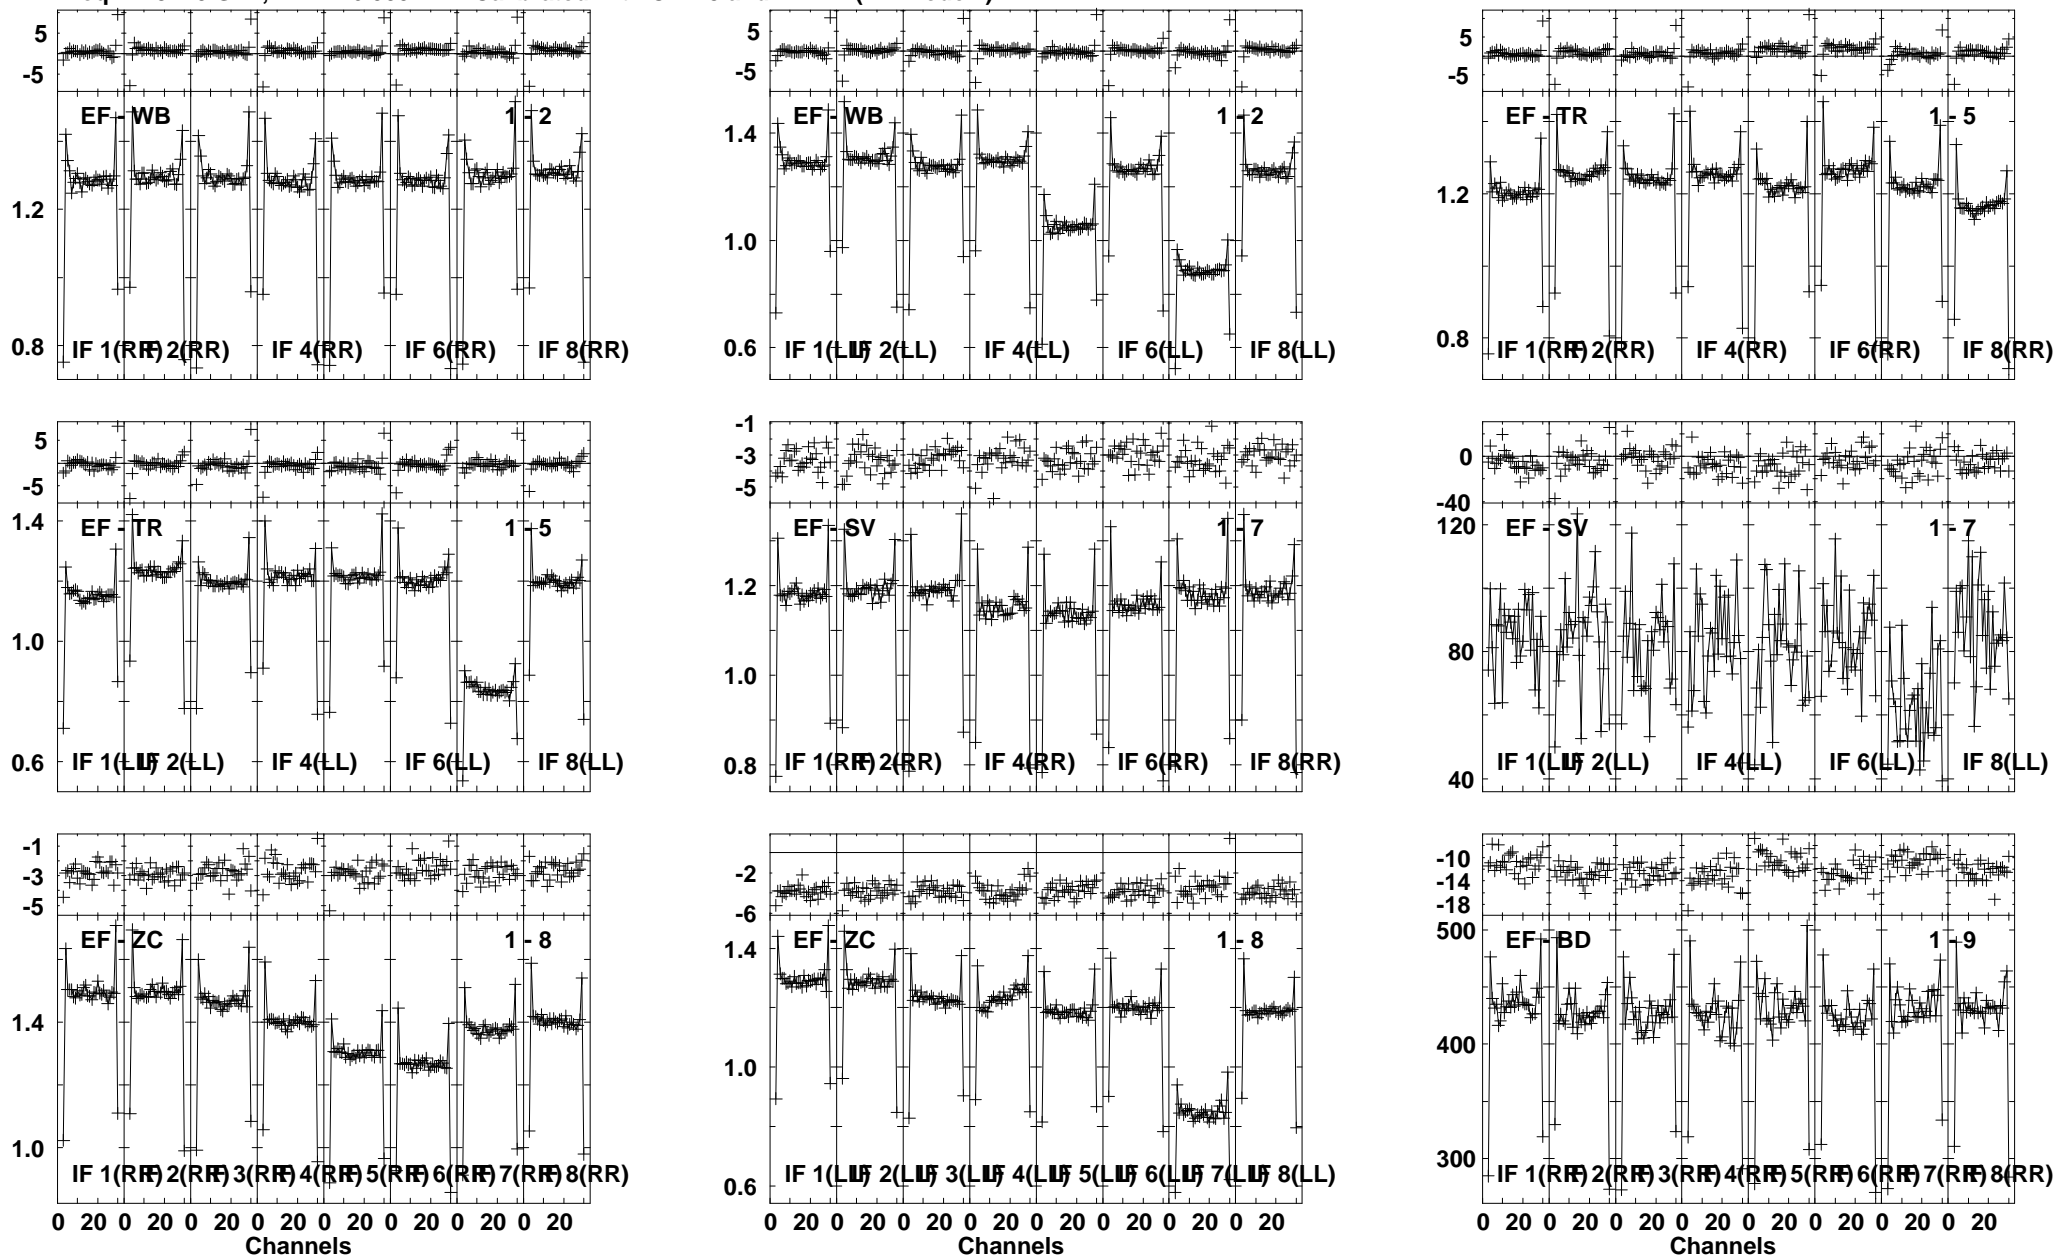 5
-5
EF - WB
1 - 2
1.2
0.8
IF 1(RR)
IF 2(RR)
IF 4(RR)
IF 6(RR)
IF 8(RR)
5
-5
EF - WB
1 - 2
1.4
1.0
0.6
IF 1(LL)
IF 2(LL)
IF 4(LL)
IF 6(LL)
IF 8(LL)
5
-5
EF - TR
1 - 5
1.2
0.8
IF 1(RR)
IF 2(RR)
IF 4(RR)
IF 6(RR)
IF 8(RR)
5
-5
EF - TR
1 - 5
1.4
1.0
0.6
IF 1(LL)
IF 2(LL)
IF 4(LL)
IF 6(LL)
IF 8(LL)
-1
-3
-5
EF - SV
1 - 7
1.2
1.0
0.8
IF 1(RR)
IF 2(RR)
IF 4(RR)
IF 6(RR)
IF 8(RR)
0
-40
EF - SV
1 - 7
120
80
40
IF 1(LL)
IF 2(LL)
IF 4(LL)
IF 6(LL)
IF 8(LL)
-1
-3
-5
EF - ZC
1 - 8
1.4
1.0
IF 1(RR)
IF 2(RR)
IF 3(RR)
IF 4(RR)
IF 5(RR)
IF 6(RR)
IF 7(RR)
IF 8(RR)
0 20 0 20 0 20 0 20 0 20 0 20 0 20 0 20
Channels
-2
-6
EF - ZC
1 - 8
1.4
1.0
0.6
IF 1(LL)
IF 2(LL)
IF 3(LL)
IF 4(LL)
IF 5(LL)
IF 6(LL)
IF 7(LL)
IF 8(LL)
0 20 0 20 0 20 0 20 0 20 0 20 0 20 0 20
Channels
-10
-14
-18
EF - BD
1 - 9
500
400
300
IF 1(RR)
IF 2(RR)
IF 3(RR)
IF 4(RR)
IF 5(RR)
IF 6(RR)
IF 7(RR)
IF 8(RR)
0 20 0 20 0 20 0 20 0 20 0 20 0 20 0 20
Channels